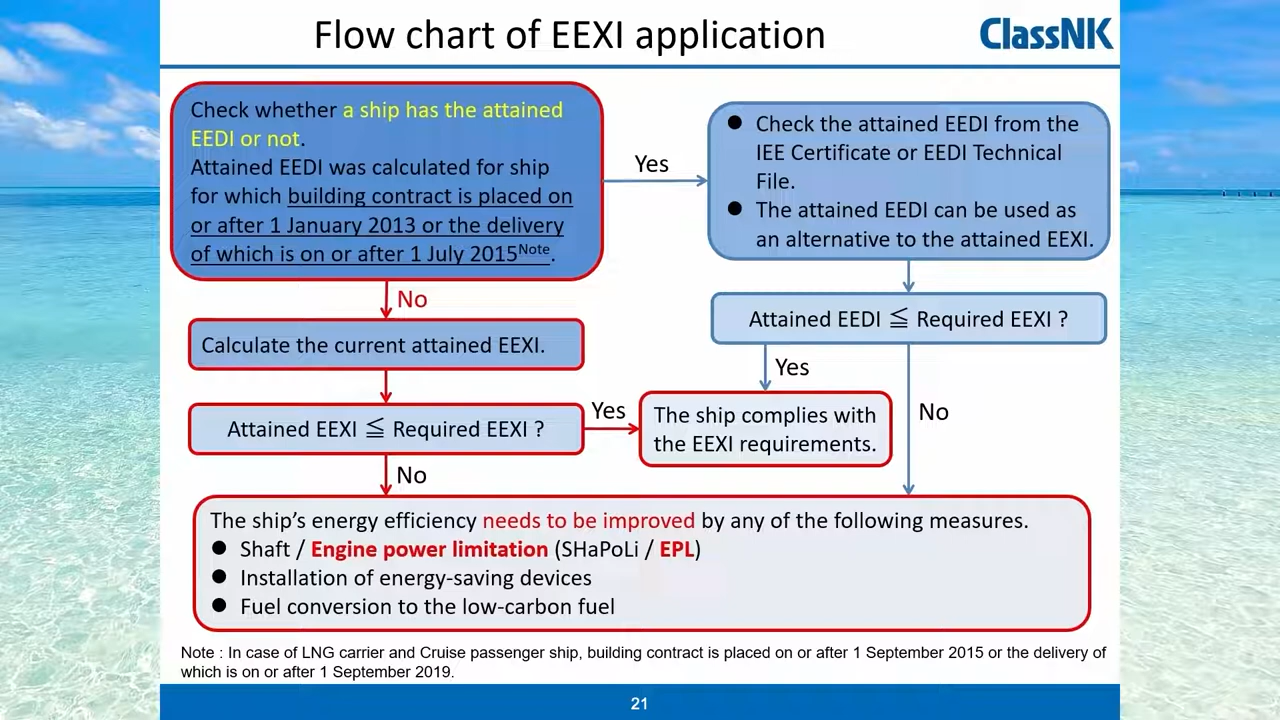 Flow chart of EEXI application
ClassNK
Check whether a ship has the attained
EEDI or not.
Attained EEDI was calculated for ship
for which building contract is placed on
or after 1 January 2013 or the delivery
of which is on or after 1 July 2015Note.
Yes
● Check the attained EEDI from the
IEE Certificate or EEDI Technical
File.
● The attained EEDI can be used as
an alternative to the attained EEXI.
No
Calculate the current attained EEXI.
Attained EEDI ≦ Required EEXI ?
Yes
No
Attained EEXI ≦ Required EEXI ?
Yes
The ship complies with
the EEXI requirements.
No
The ship’s energy efficiency needs to be improved by any of the following measures.
● Shaft / Engine power limitation (SHaPoLi / EPL)
● Installation of energy-saving devices
● Fuel conversion to the low-carbon fuel
Note : In case of LNG carrier and Cruise passenger ship, building contract is placed on or after 1 September 2015 or the delivery of
which is on or after 1 September 2019.
21